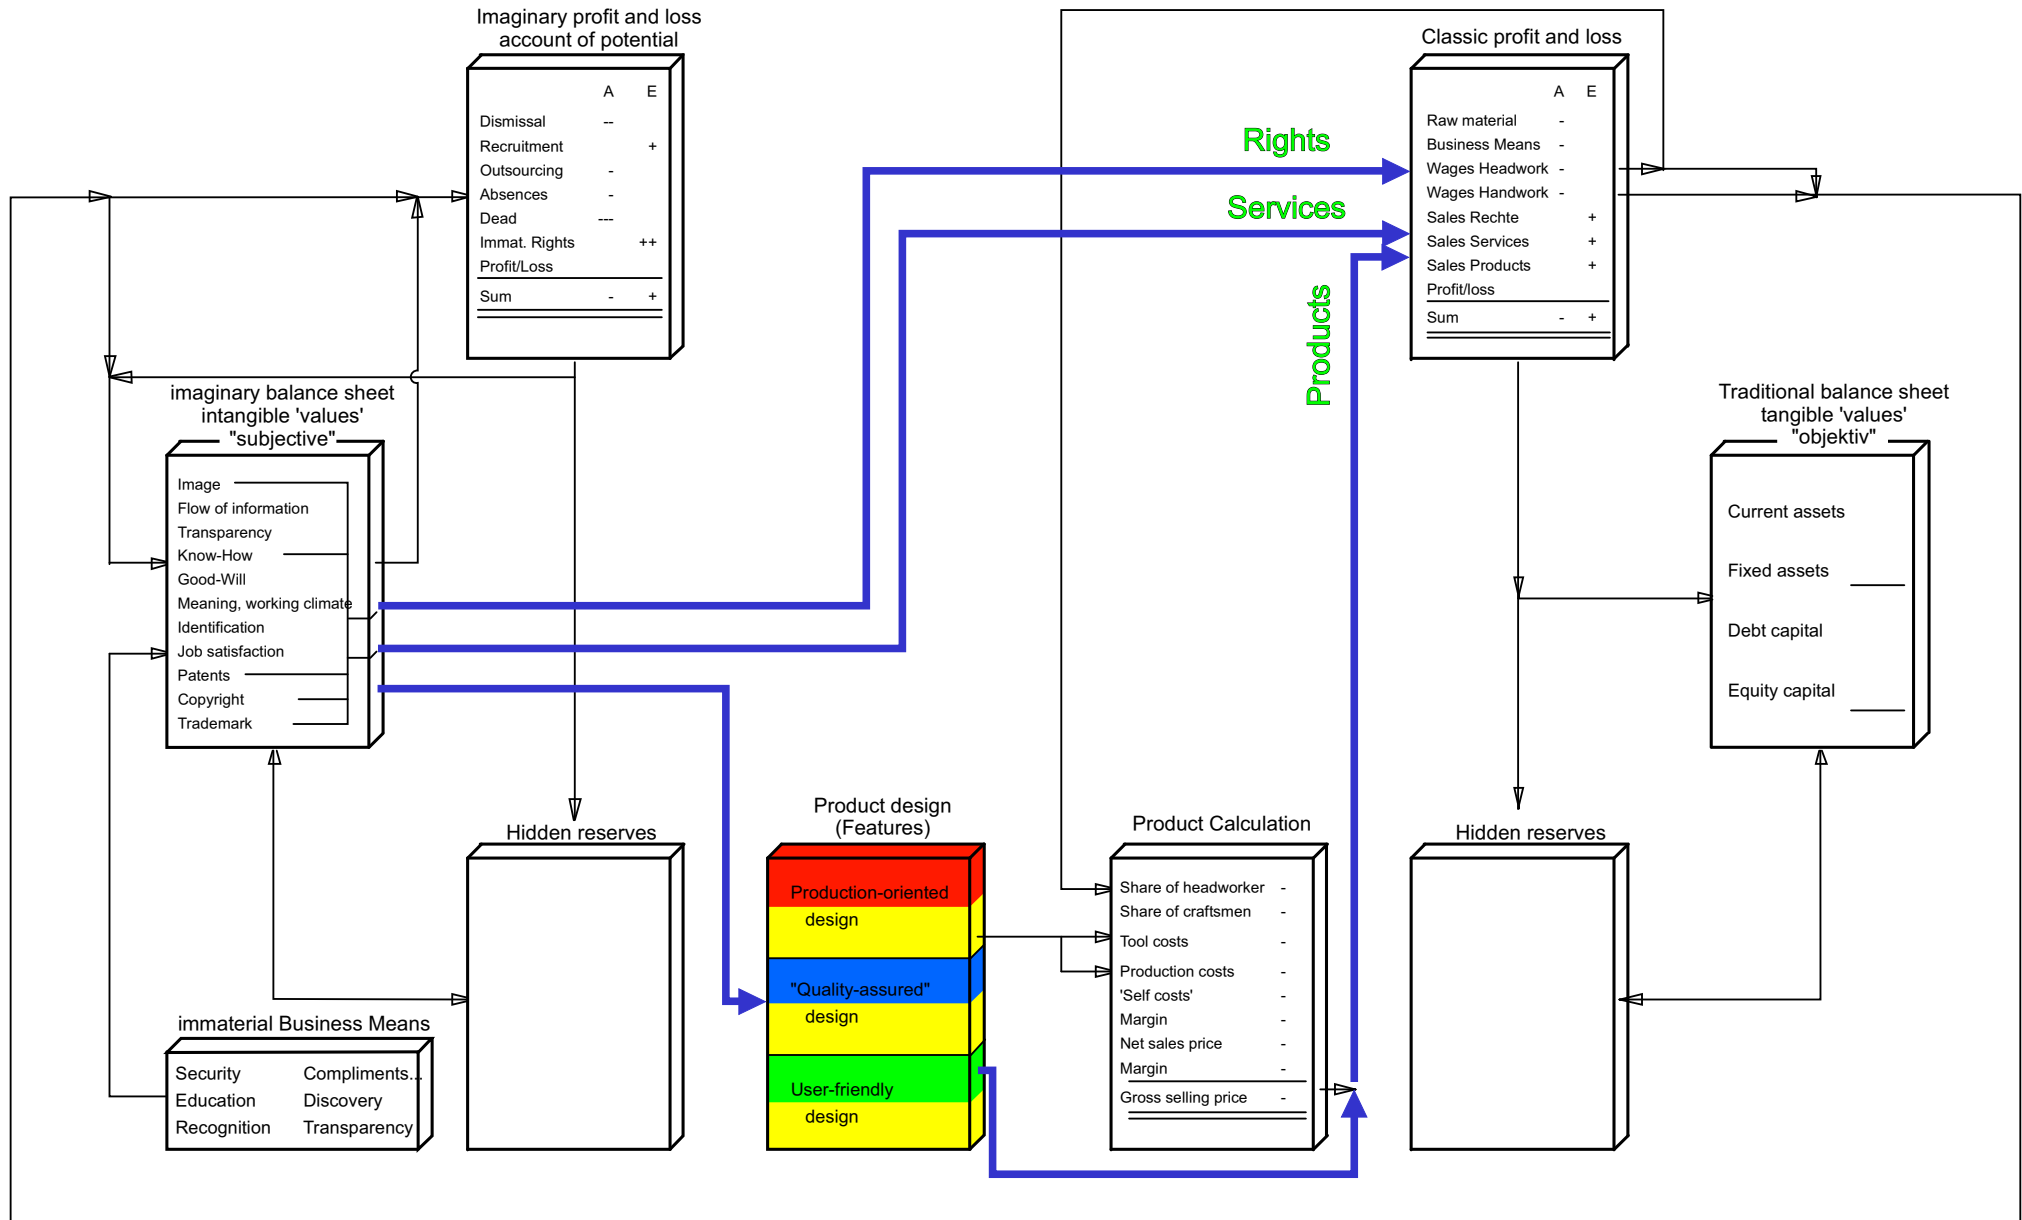 Imaginary profit and loss
account of potential
A E
Dismissal --
Recruitment +
Outsourcing -
Absences -
Dead ---
Immat. Rights ++
Profit/Loss
Sum - +
Classic profit and loss
A E
Raw material -
Business Means -
Wages Headwork -
Wages Handwork -
Sales Rechte +
Sales Services +
Sales Products +
Profit/loss
Sum - +
Rights
Services
Products
imaginary balance sheet
intangible 'values'
"subjective"
Image
Flow of information
Transparency
Know-How
Good-Will
Meaning, working climate
Identification
Job satisfaction
Patents
Copyright
Trademark
Traditional balance sheet
tangible 'values'
"objektiv"
Current assets
Fixed assets
Debt capital
Equity capital
Hidden reserves
Product design
(Features)
Production-oriented
design
"Quality-assured"
design
User-friendly
design
Product Calculation
Share of headworker -
Share of craftsmen -
Tool costs -
Production costs -
'Self costs' -
Margin -
Net sales price -
Margin -
Gross selling price -
Hidden reserves
immaterial Business Means
Security Compliments...
Education Discovery
Recognition Transparency